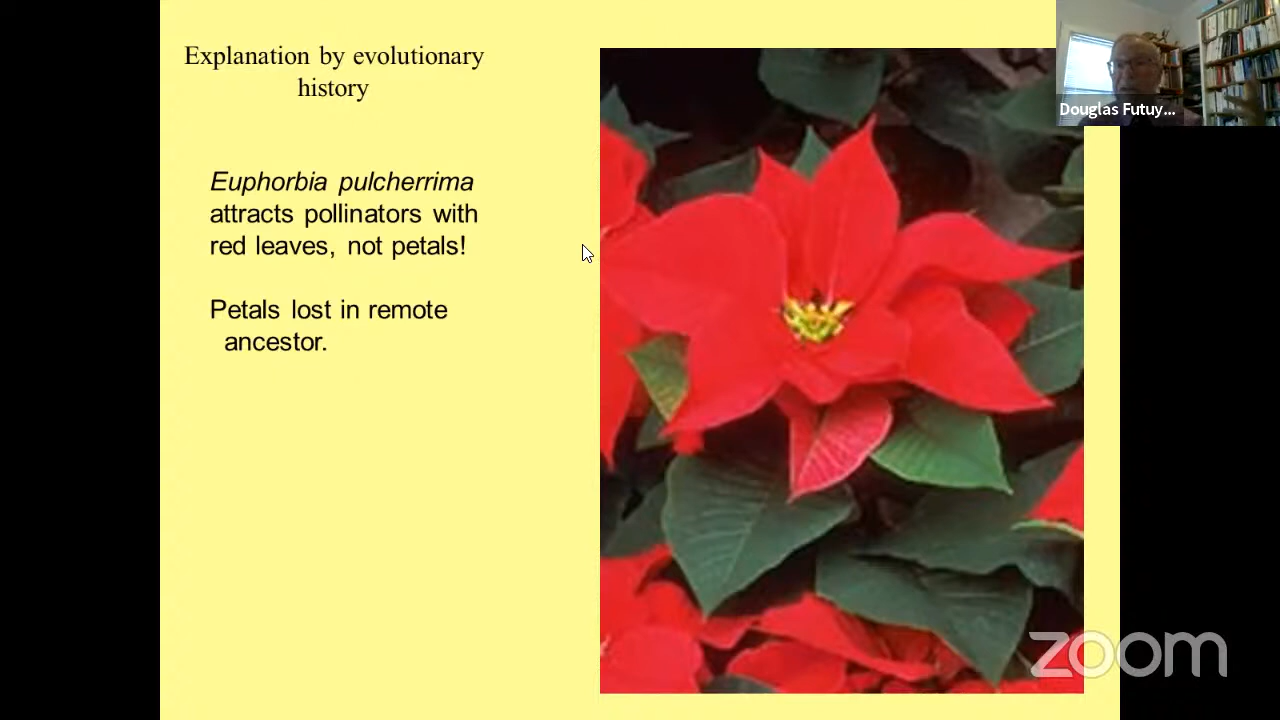 Explanation by evolutionary
history
Euphorbia pulcherrima
attracts pollinators with
red leaves, not petals!
Petals lost in remote
ancestor.
Douglas Futuy...
zoom